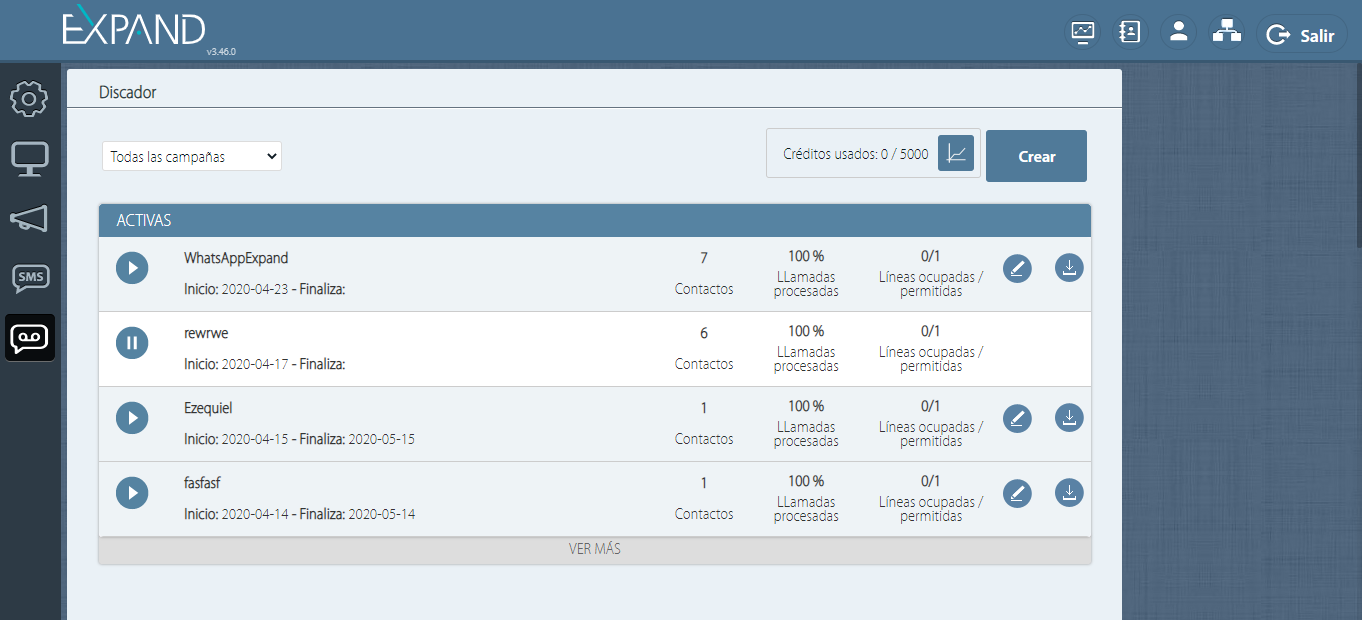 EXPAND
v3.46.0
Salir
SMS
Discador
Todas las campañas
Créditos usados: 0 / 5000
Crear
ACTIVAS
WhatsAppExpand
Inicio: 2020-04-23 - Finaliza:
7
Contactos
100 %
LLamadas
procesadas
0/1
Líneas ocupadas /
permitidas
rewrwe
Inicio: 2020-04-17 - Finaliza:
6
Contactos
100 %
LLamadas
procesadas
0/1
Líneas ocupadas /
permitidas
Ezequiel
Inicio: 2020-04-15 - Finaliza: 2020-05-15
1
Contactos
100 %
LLamadas
procesadas
0/1
Líneas ocupadas /
permitidas
fasfasf
Inicio: 2020-04-14 - Finaliza: 2020-05-14
1
Contactos
100 %
LLamadas
procesadas
0/1
Líneas ocupadas /
permitidas
VER MÁS